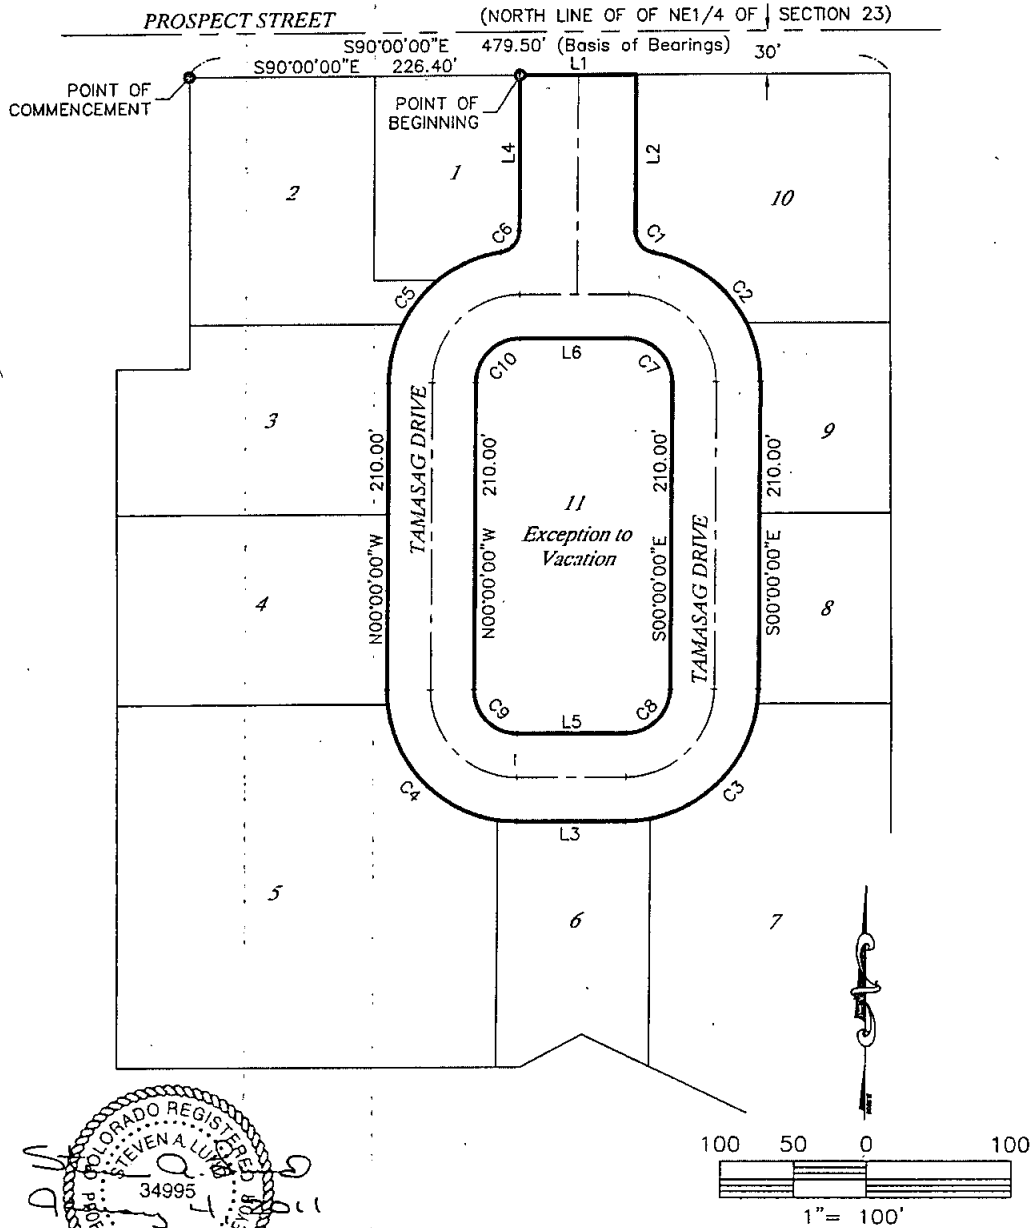 PROSPECT STREET
(NORTH LINE OF OF NE1/4 OF SECTION 23)
S90°00'00"E 479.50' (Basis of Bearings)
30'
S90°00'00"E 226.40'
L1
POINT OF
COMMENCEMENT
POINT OF
BEGINNING
L4
L2
1
2
10
C6
C1
C5
C2
L6
C10
C7
3
9
TAMASAG DRIVE
210.00'
210.00'
210.00'
210.00'
11
Exception to
Vacation
N00°00'00"W
N00°00'00"W
S00°00'00"E
S00°00'00"E
TAMASAG DRIVE
4
8
C9
L5
C8
C4
C3
L3
5
6
7
COLORADO REGISTERED
STEVEN A.
34995
100 50 0 100
1"= 100'